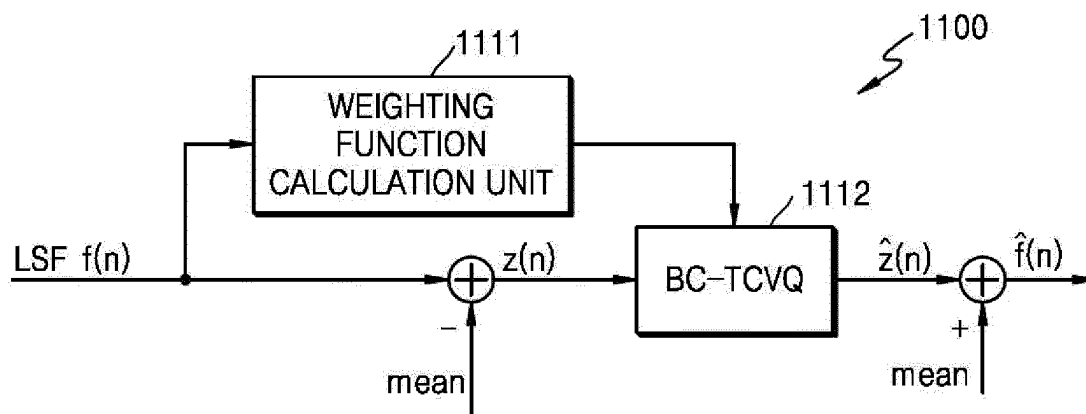 1100
1111
WEIGHTING
FUNCTION
CALCULATION UNIT
1112
LSF f(n)
z(n)
BC-TCVQ
ẑ(n)
f̂(n)
−
+
mean
mean